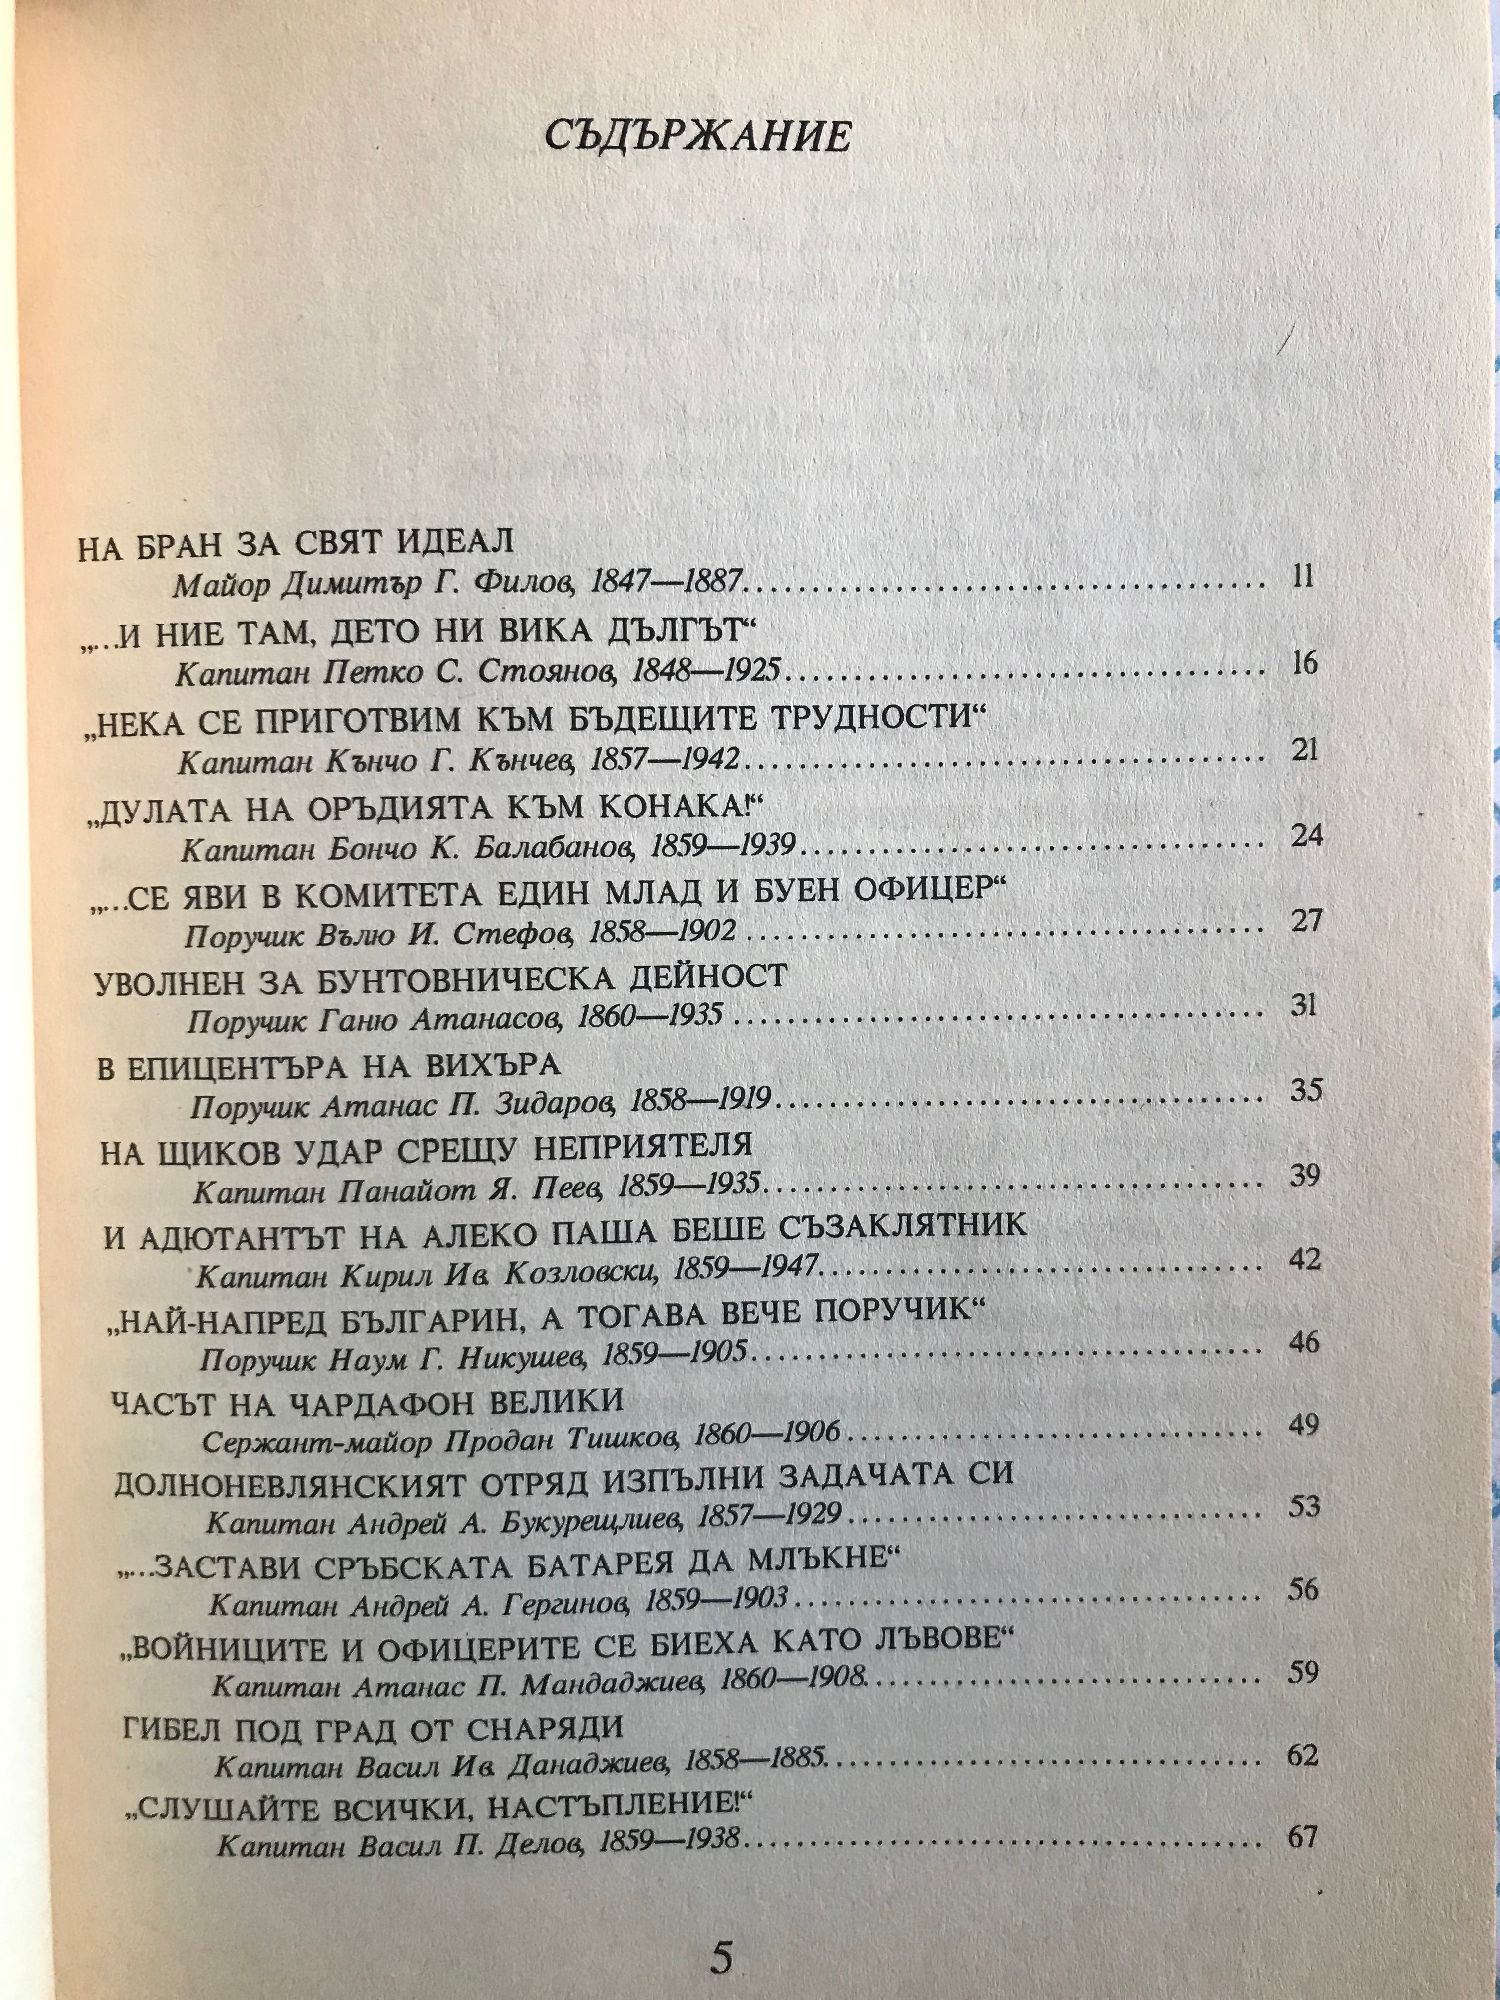 СЪДЪРЖАНИЕ
НА БРАН ЗА СВЯТ ИДЕАЛ
Майор Димитър Г. Филов, 1847—1887 11
„...И НИЕ ТАМ, ДЕТО НИ ВИКА ДЪЛГЪТ“
Капитан Петко С. Стоянов, 1848—1925 16
„НЕКА СЕ ПРИГОТВИМ КЪМ БЪДЕЩИТЕ ТРУДНОСТИ“
Капитан Кънчо Г. Кънчев, 1857—1942 21
„ДУЛАТА НА ОРЪДИЯТА КЪМ КОНАКА!“
Капитан Бончо К. Балабанов, 1859—1939 24
„...СЕ ЯВИ В КОМИТЕТА ЕДИН МЛАД И БУЕН ОФИЦЕР“
Поручик Вълю И. Стефов, 1858—1902 27
УВОЛНЕН ЗА БУНТОВНИЧЕСКА ДЕЙНОСТ
Поручик Ганю Атанасов, 1860—1935 31
В ЕПИЦЕНТЪРА НА ВИХЪРА
Поручик Атанас П. Зидаров, 1858—1919 35
НА ЩИКОВ УДАР СРЕЩУ НЕПРИЯТЕЛЯ
Капитан Панайот Я. Пеев, 1859—1935 39
И АДЮТАНТЪТ НА АЛЕКО ПАША БЕШЕ СЪЗАКЛЯТНИК
Капитан Кирил Ив. Козловски, 1859—1947 42
„НАЙ-НАПРЕД БЪЛГАРИН, А ТОГАВА ВЕЧЕ ПОРУЧИК“
Поручик Наум Г. Никушев, 1859—1905 46
ЧАСЪТ НА ЧАРДАФОН ВЕЛИКИ
Сержант-майор Продан Тишков, 1860—1906 49
ДОЛНОНЕВЛЯНСКИЯТ ОТРЯД ИЗПЪЛНИ ЗАДАЧАТА СИ
Капитан Андрей А. Букурещлиев, 1857—1929 53
„...ЗАСТАВИ СРЪБСКАТА БАТАРЕЯ ДА МЛЪКНЕ“
Капитан Андрей А. Гергинов, 1859—1903 56
„ВОЙНИЦИТЕ И ОФИЦЕРИТЕ СЕ БИЕХА КАТО ЛЪВОВЕ“
Капитан Атанас П. Мандаджиев, 1860—1908 59
ГИБЕЛ ПОД ГРАД ОТ СНАРЯДИ
Капитан Васил Ив. Данаджиев, 1858—1885 62
„СЛУШАЙТЕ ВСИЧКИ, НАСТЪПЛЕНИЕ!“
Капитан Васил П. Делов, 1859—1938 67
5